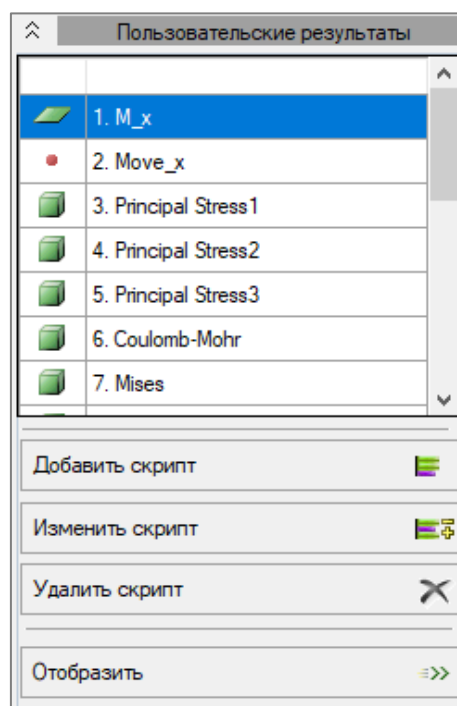 Пользовательские результаты
1. M_x
2. Move_x
3. Principal Stress1
4. Principal Stress2
5. Principal Stress3
6. Coulomb-Mohr
7. Mises
Добавить скрипт
Изменить скрипт
Удалить скрипт
Отобразить